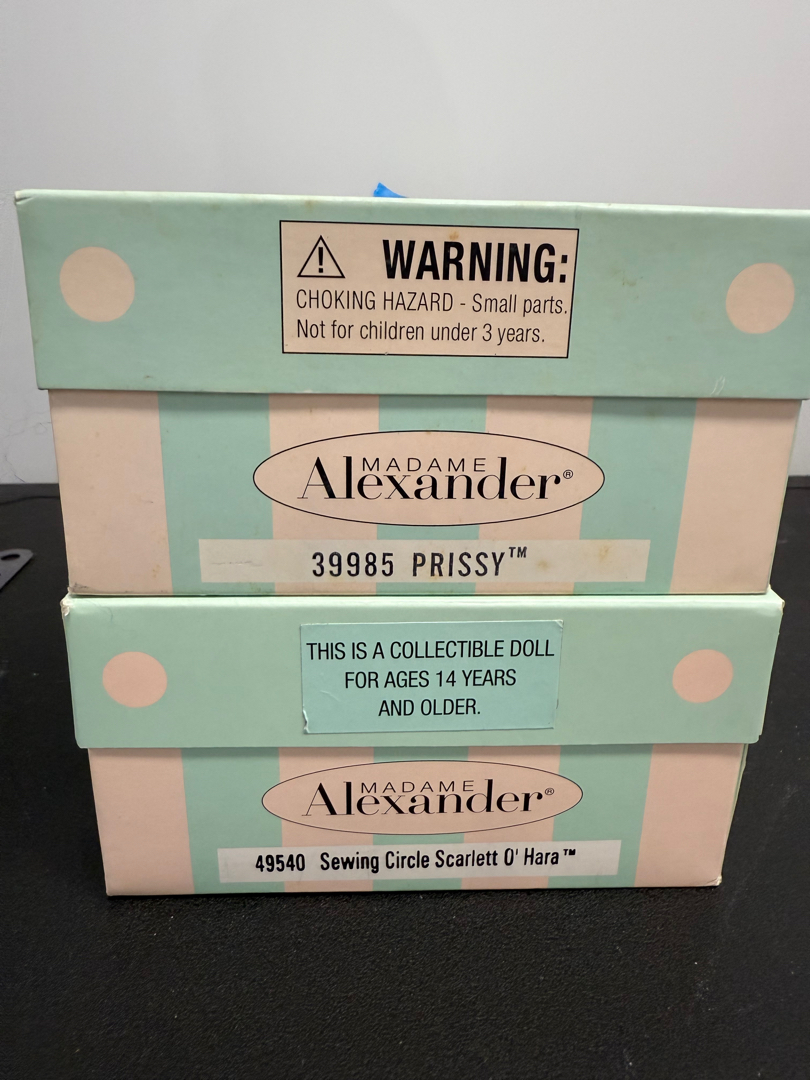 WARNING:
CHOKING HAZARD - Small parts.
Not for children under 3 years.
MADAME
Alexander®
39985 PRISSY™
THIS IS A COLLECTIBLE DOLL
FOR AGES 14 YEARS
AND OLDER.
MADAME
Alexander®
49540 Sewing Circle Scarlett O' Hara™